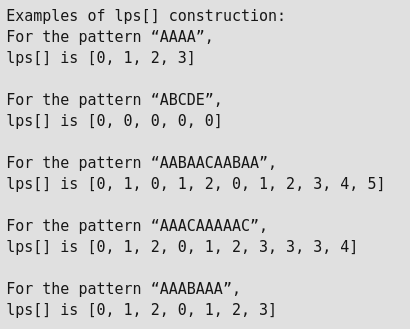 Examples of lps[] construction:
For the pattern “AAAA”,
lps[] is [0, 1, 2, 3]
For the pattern “ABCDE”,
lps[] is [0, 0, 0, 0, 0]
For the pattern “AABAACAABAA”,
lps[] is [0, 1, 0, 1, 2, 0, 1, 2, 3, 4, 5]
For the pattern “AAACAAAAAC”,
lps[] is [0, 1, 2, 0, 1, 2, 3, 3, 3, 4]
For the pattern “AAABAAA”,
lps[] is [0, 1, 2, 0, 1, 2, 3]